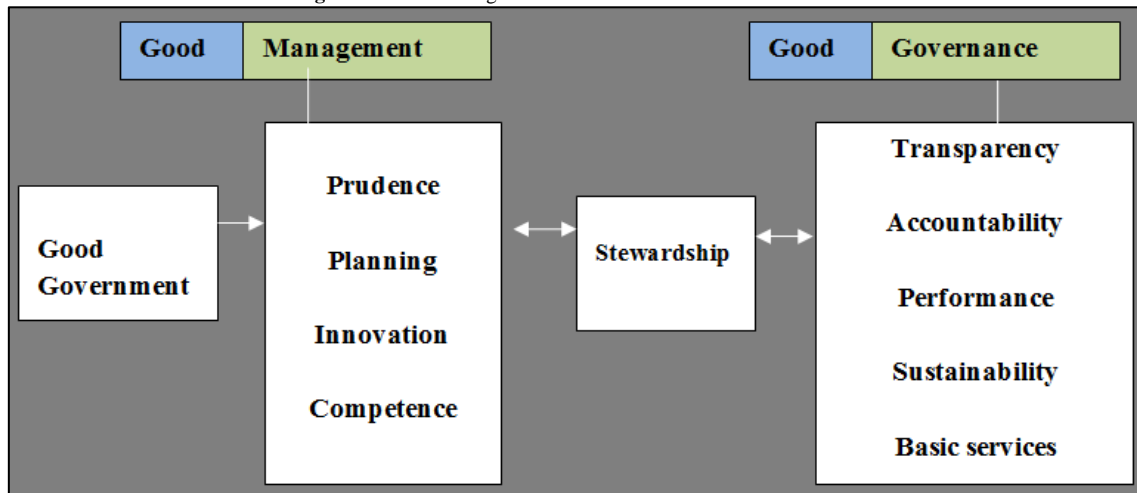 Good Management
Good Governance
Good
Government
Prudence
Planning
Innovation
Competence
Stewardship
Transparency
Accountability
Performance
Sustainability
Basic services